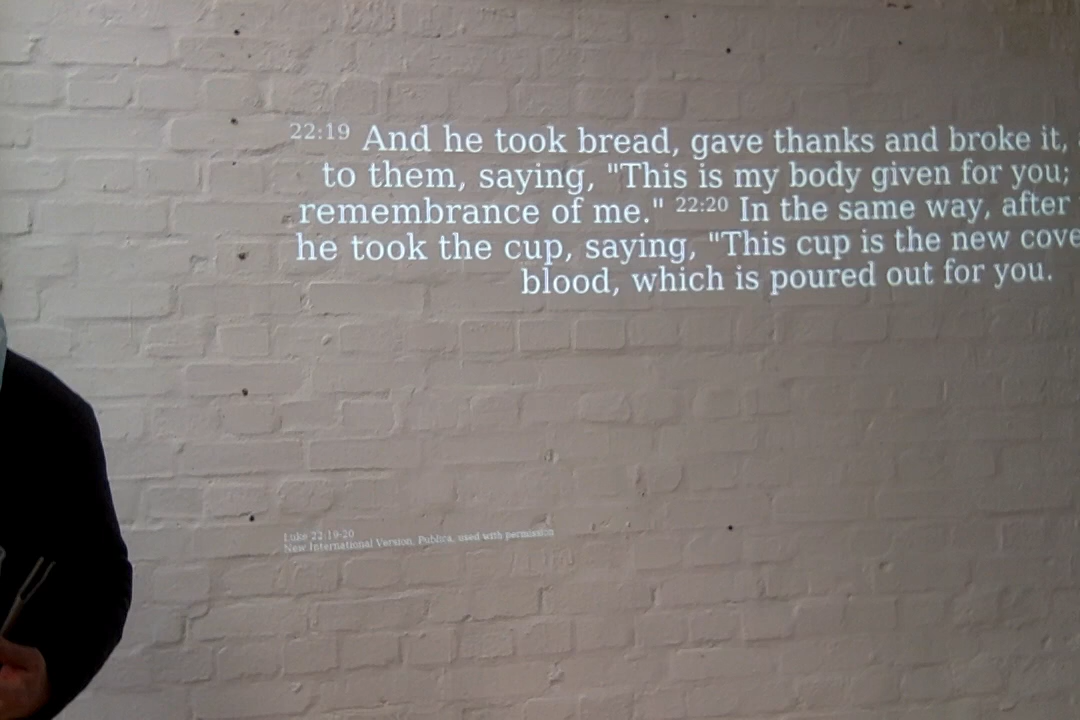 22:19 And he took bread, gave thanks and broke it,
to them, saying, "This is my body given for you;
remembrance of me." 22:20 In the same way, after
he took the cup, saying, "This cup is the new cove
blood, which is poured out for you.
Luke 22:19-20
New International Version, Publica, used with permission